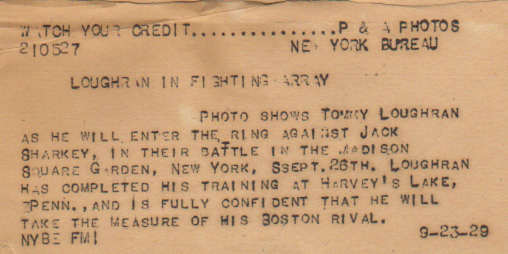 WATCH YOUR CREDIT...............P & A PHOTOS
210527 NEW YORK BUREAU
LOUGHRAN IN FIGHTING ARRAY
PHOTO SHOWS TOMMY LOUGHRAN
AS HE WILL ENTER THE RING AGAINST JACK
SHARKEY, IN THEIR BATTLE IN THE MADISON
SQUARE GARDEN, NEW YORK, SSEPT.26TH. LOUGHRAN
HAS COMPLETED HIS TRAINING AT HARVEY'S LAKE,
PENN.,AND IS FULLY CONFIDENT THAT HE WILL
TAKE THE MEASURE OF HIS BOSTON RIVAL.
NYBE FMI 9-23-29